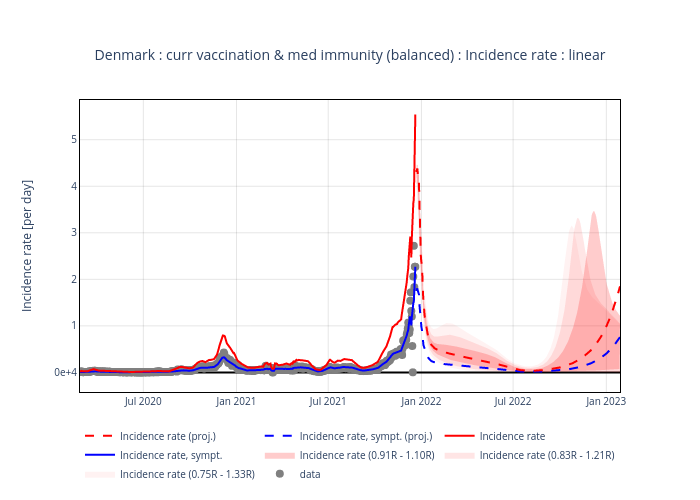 Denmark : curr vaccination & med immunity (balanced) : Incidence rate : linear
Incidence rate [per day]
5
4
3
2
1
0e+4
Jul 2020
Jan 2021
Jul 2021
Jan 2022
Jul 2022
Jan 2023
Incidence rate (proj.)
Incidence rate, sympt. (proj.)
Incidence rate
Incidence rate, sympt.
Incidence rate (0.91R - 1.10R)
Incidence rate (0.83R - 1.21R)
Incidence rate (0.75R - 1.33R)
data